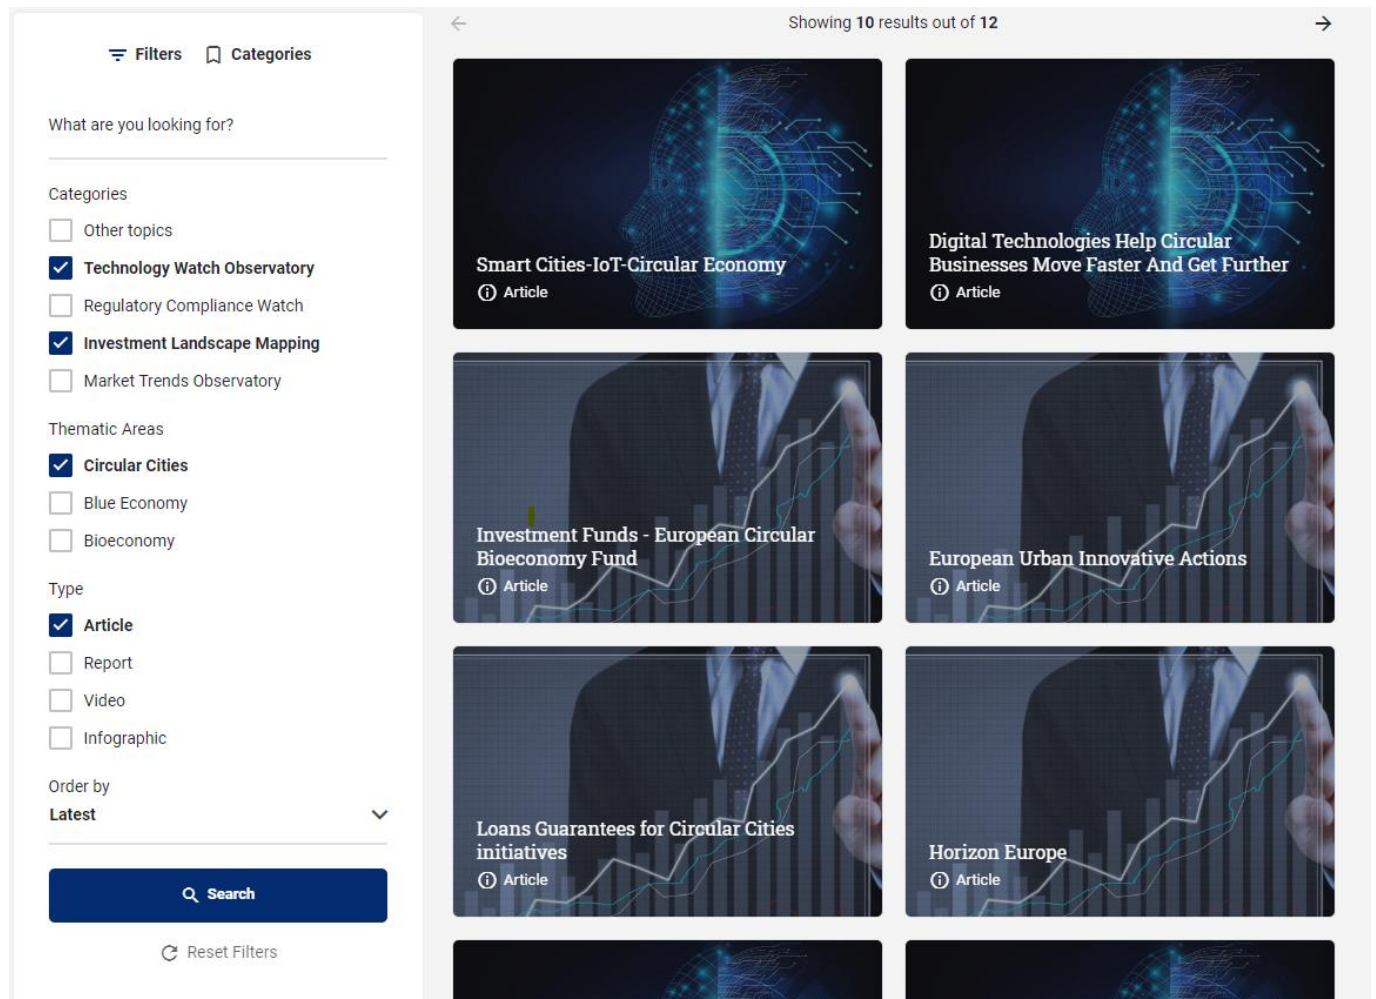 Filters Categories
What are you looking for?
Categories
Other topics
Technology Watch Observatory
Regulatory Compliance Watch
Investment Landscape Mapping
Market Trends Observatory
Thematic Areas
Circular Cities
Blue Economy
Bioeconomy
Type
Article
Report
Video
Infographic
Order by
Latest
Search
Reset Filters
Showing 10 results out of 12
Smart Cities-IoT-Circular Economy
Article
Digital Technologies Help Circular
Businesses Move Faster And Get Further
Article
Investment Funds - European Circular
Bioeconomy Fund
Article
European Urban Innovative Actions
Article
Loans Guarantees for Circular Cities
initiatives
Article
Horizon Europe
Article